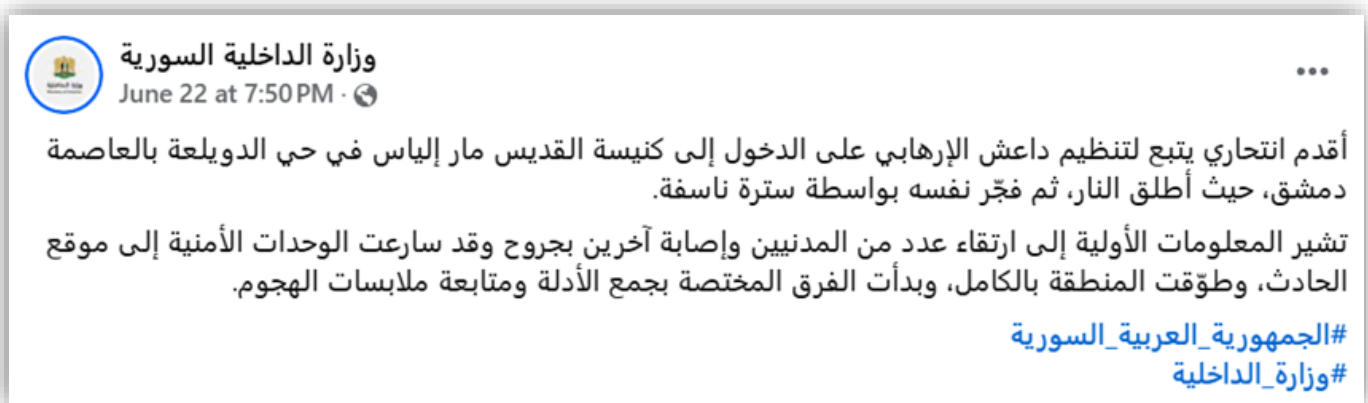 وزارة الداخلية السورية
June 22 at 7:50 PM ·
أقدم انتحاري يتبع لتنظيم داعش الإرهابي على الدخول إلى كنيسة القديس مار إلياس في حي الدويلعة بالعاصمة
دمشق، حيث أطلق النار، ثم فجّر نفسه بواسطة سترة ناسفة.
تشير المعلومات الأولية إلى ارتقاء عدد من المدنيين وإصابة آخرين بجروح وقد سارعت الوحدات الأمنية إلى موقع
الحادث، وطوّقت المنطقة بالكامل، وبدأت الفرق المختصة بجمع الأدلة ومتابعة ملابسات الهجوم.
#الجمهورية_العربية_السورية
#وزارة_الداخلية